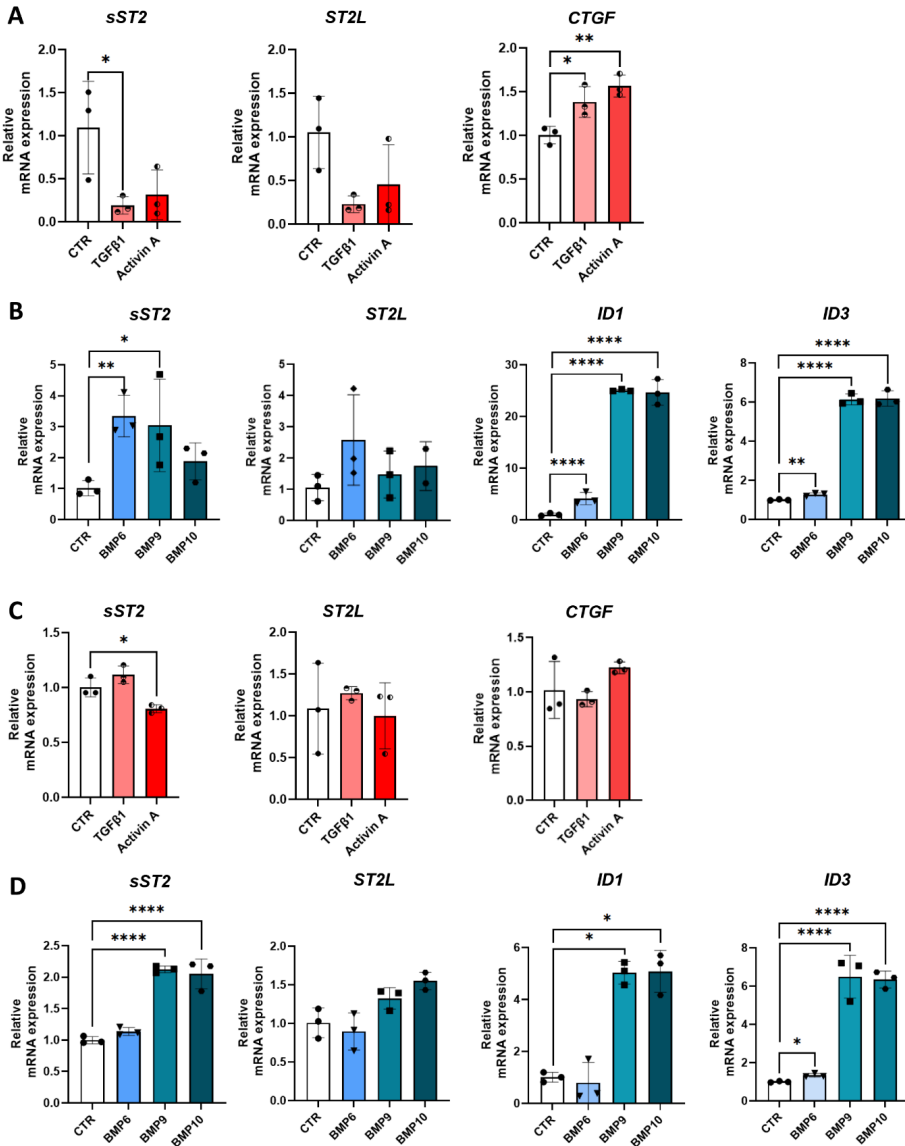 A
sST2
ST2L
CTGF
Relative
mRNA expression
2.0
1.5
1.0
0.5
0.0
*
CTR
TGFβ1
Activin A
Relative
mRNA expression
2.0
1.5
1.0
0.5
0.0
CTR
TGFβ1
Activin A
Relative
mRNA expression
2.0
1.5
1.0
0.5
0.0
**
*
CTR
TGFβ1
Activin A
B
sST2
ST2L
ID1
ID3
Relative
mRNA expression
5
4
3
2
1
0
*
**
CTR
BMP6
BMP9
BMP10
Relative
mRNA expression
5
4
3
2
1
0
CTR
BMP6
BMP9
BMP10
Relative
mRNA expression
30
20
10
0
****
****
****
CTR
BMP6
BMP9
BMP10
Relative
mRNA expression
8
6
4
2
0
****
****
**
CTR
BMP6
BMP9
BMP10
C
sST2
ST2L
CTGF
Relative
mRNA expression
1.5
1.0
0.5
0.0
*
CTR
TGFβ1
Activin A
Relative
mRNA expression
2.0
1.5
1.0
0.5
0.0
CTR
TGFβ1
Activin A
Relative
mRNA expression
1.5
1.0
0.5
0.0
CTR
TGFβ1
Activin A
D
sST2
ST2L
ID1
ID3
Relative
mRNA expression
2.5
2.0
1.5
1.0
0.5
0.0
****
****
CTR
BMP6
BMP9
BMP10
Relative
mRNA expression
2.0
1.5
1.0
0.5
0.0
CTR
BMP6
BMP9
BMP10
Relative
mRNA expression
6
4
2
0
*
*
CTR
BMP6
BMP9
BMP10
Relative
mRNA expression
8
6
4
2
0
****
****
*
CTR
BMP6
BMP9
BMP10